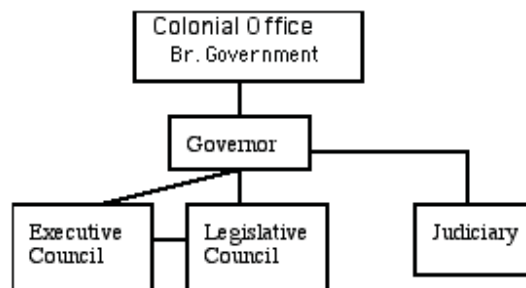 Colonial Office
Br. Government
Governor
Executive
Council
Legislative
Council
Judiciary